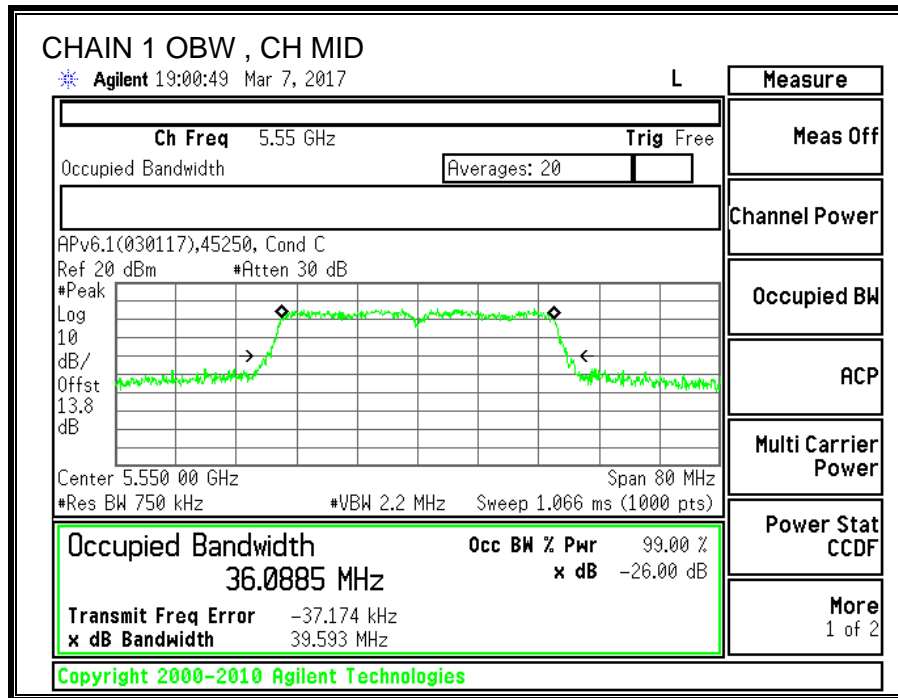 CHAIN 1 OBW , CH MID
Agilent 19:00:49 Mar 7, 2017 L
Measure
Ch Freq 5.55 GHz Trig Free
Meas Off
Occupied Bandwidth Averages: 20
Channel Power
APv6.1(030117),45250, Cond C
Ref 20 dBm #Atten 30 dB
#Peak
Log
10
dB/
Offst
13.8
dB
Occupied BW
ACP
Multi Carrier
Power
Center 5.550 00 GHz Span 80 MHz
#Res BW 750 kHz #VBW 2.2 MHz Sweep 1.066 ms (1000 pts)
Power Stat
CCDF
Occupied Bandwidth Occ BW % Pwr 99.00 %
36.0885 MHz x dB -26.00 dB
Transmit Freq Error -37.174 kHz
x dB Bandwidth 39.593 MHz
More
1 of 2
Copyright 2000-2010 Agilent Technologies